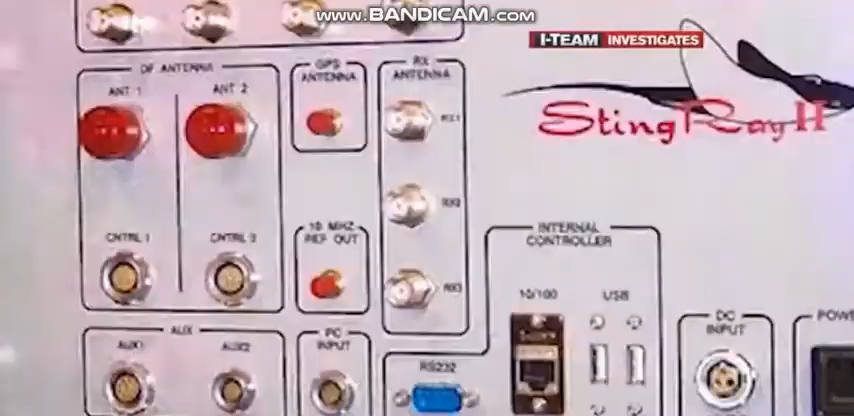 www.BANDICAM.com
I-TEAM INVESTIGATES
DF ANTENNA
ANT 1
ANT 2
GPS
ANTENNA
RX
ANTENNA
RX1
RX2
RX3
StingRay II
CNTRL 1
CNTRL 2
10 MHZ
REF OUT
INTERNAL
CONTROLLER
10/100
USB
DC
INPUT
POWE
AUX
AUX1
AUX2
PC
INPUT
RS232